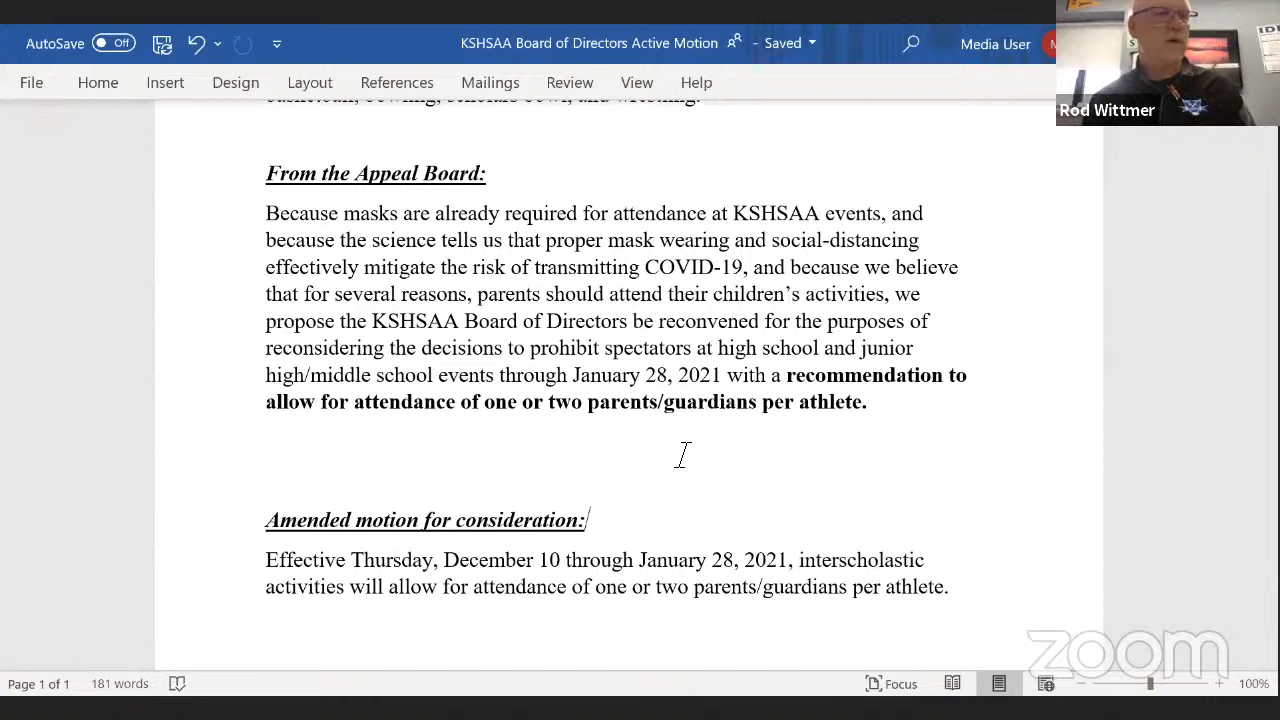 AutoSave Off KSHSAA Board of Directors Active Motion - Saved Media User
File Home Insert Design Layout References Mailings Review View Help
Rod Wittmer
basketball, bowling, scholars bowl, and wrestling.
From the Appeal Board:
Because masks are already required for attendance at KSHSAA events, and
because the science tells us that proper mask wearing and social-distancing
effectively mitigate the risk of transmitting COVID-19, and because we believe
that for several reasons, parents should attend their children’s activities, we
propose the KSHSAA Board of Directors be reconvened for the purposes of
reconsidering the decisions to prohibit spectators at high school and junior
high/middle school events through January 28, 2021 with a recommendation to
allow for attendance of one or two parents/guardians per athlete.
Amended motion for consideration:
Effective Thursday, December 10 through January 28, 2021, interscholastic
activities will allow for attendance of one or two parents/guardians per athlete.
zoom
Page 1 of 1 181 words Focus 100%